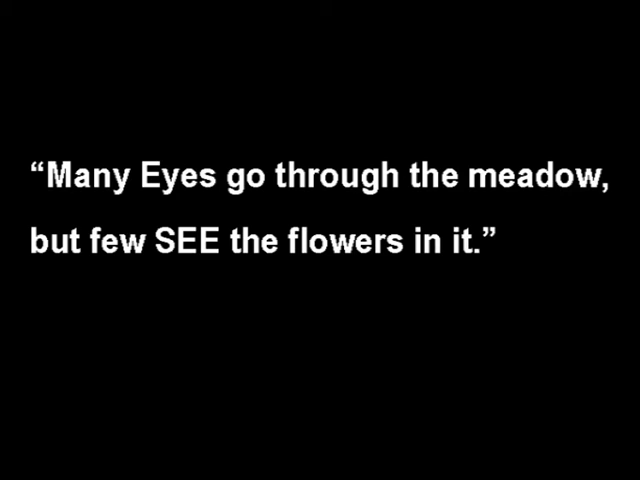 “Many Eyes go through the meadow,
but few SEE the flowers in it.”